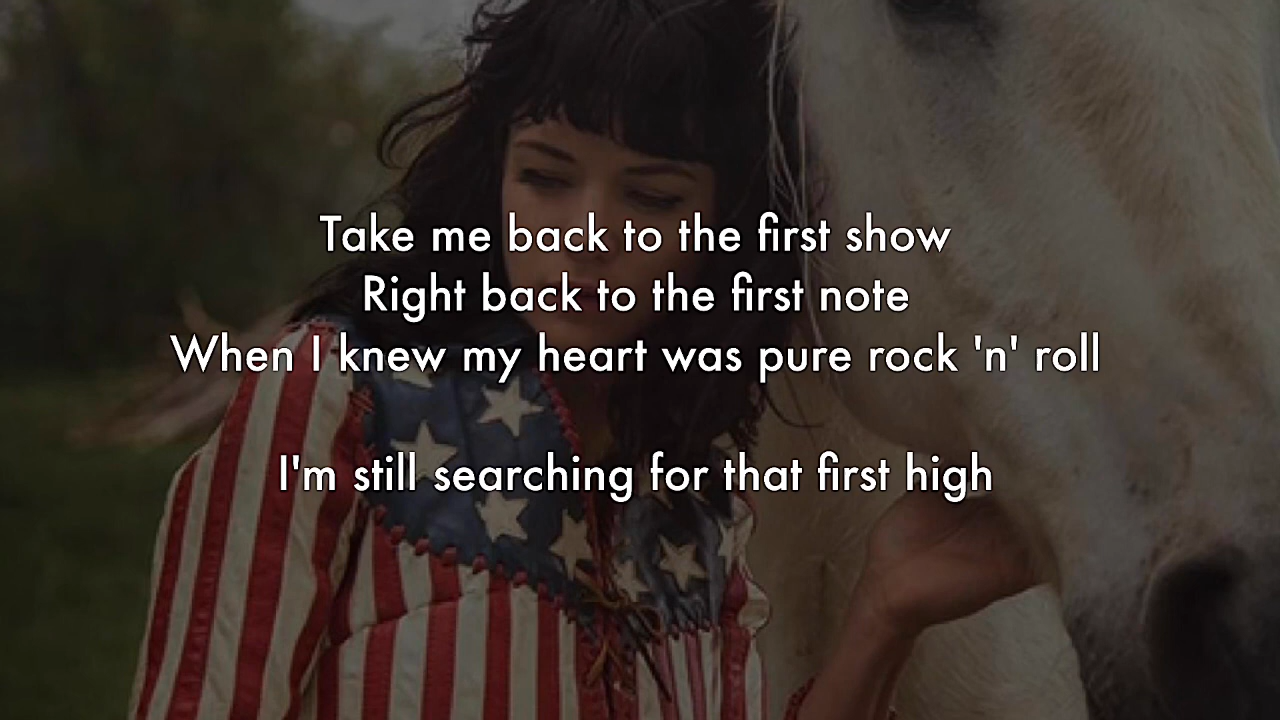 Take me back to the first show
Right back to the first note
When I knew my heart was pure rock 'n' roll
I'm still searching for that first high